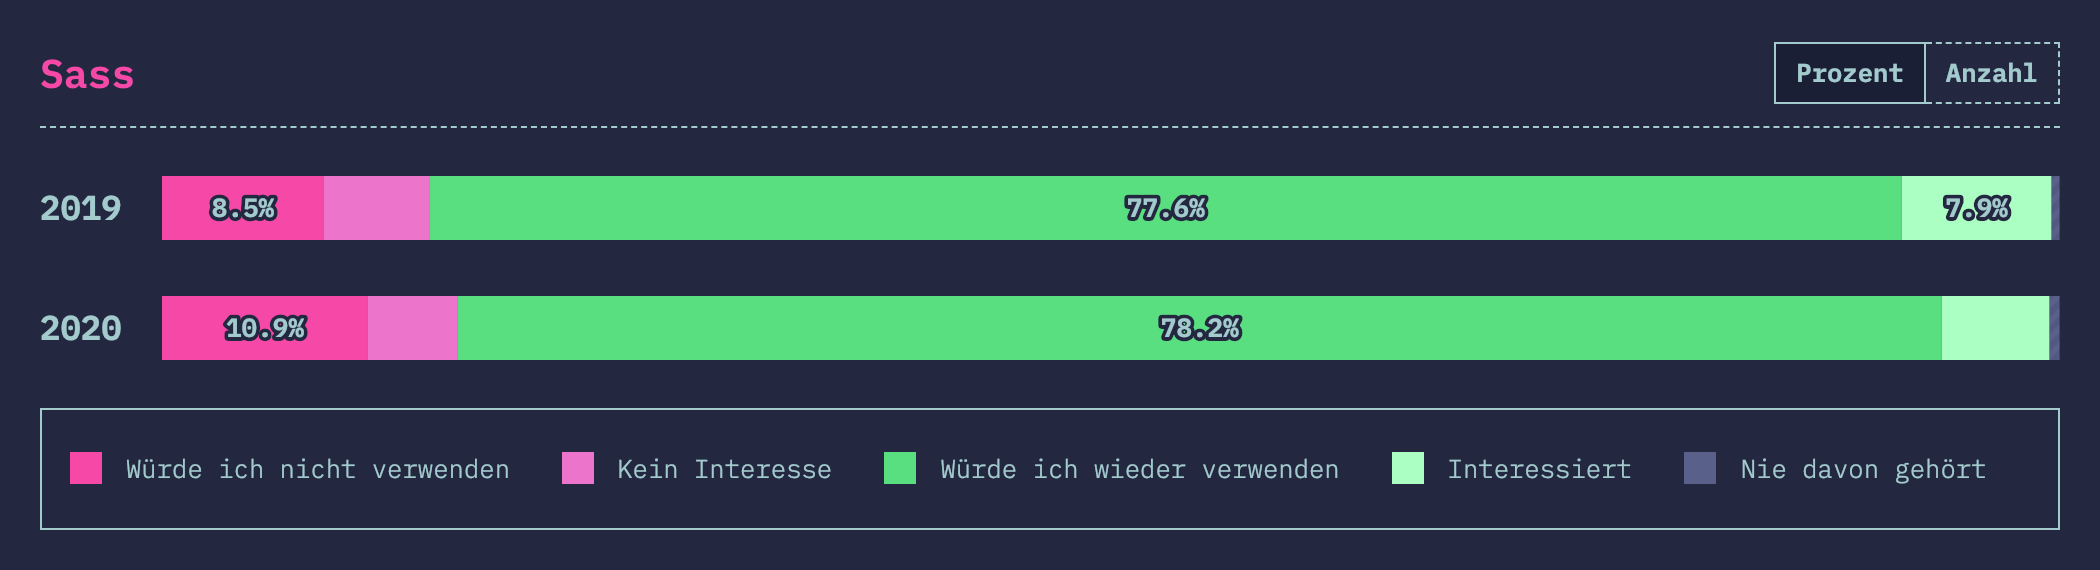 Sass
Prozent Anzahl
2019 8.5% 77.6% 7.9%
2020 10.9% 78.2%
Würde ich nicht verwenden Kein Interesse Würde ich wieder verwenden Interessiert Nie davon gehört